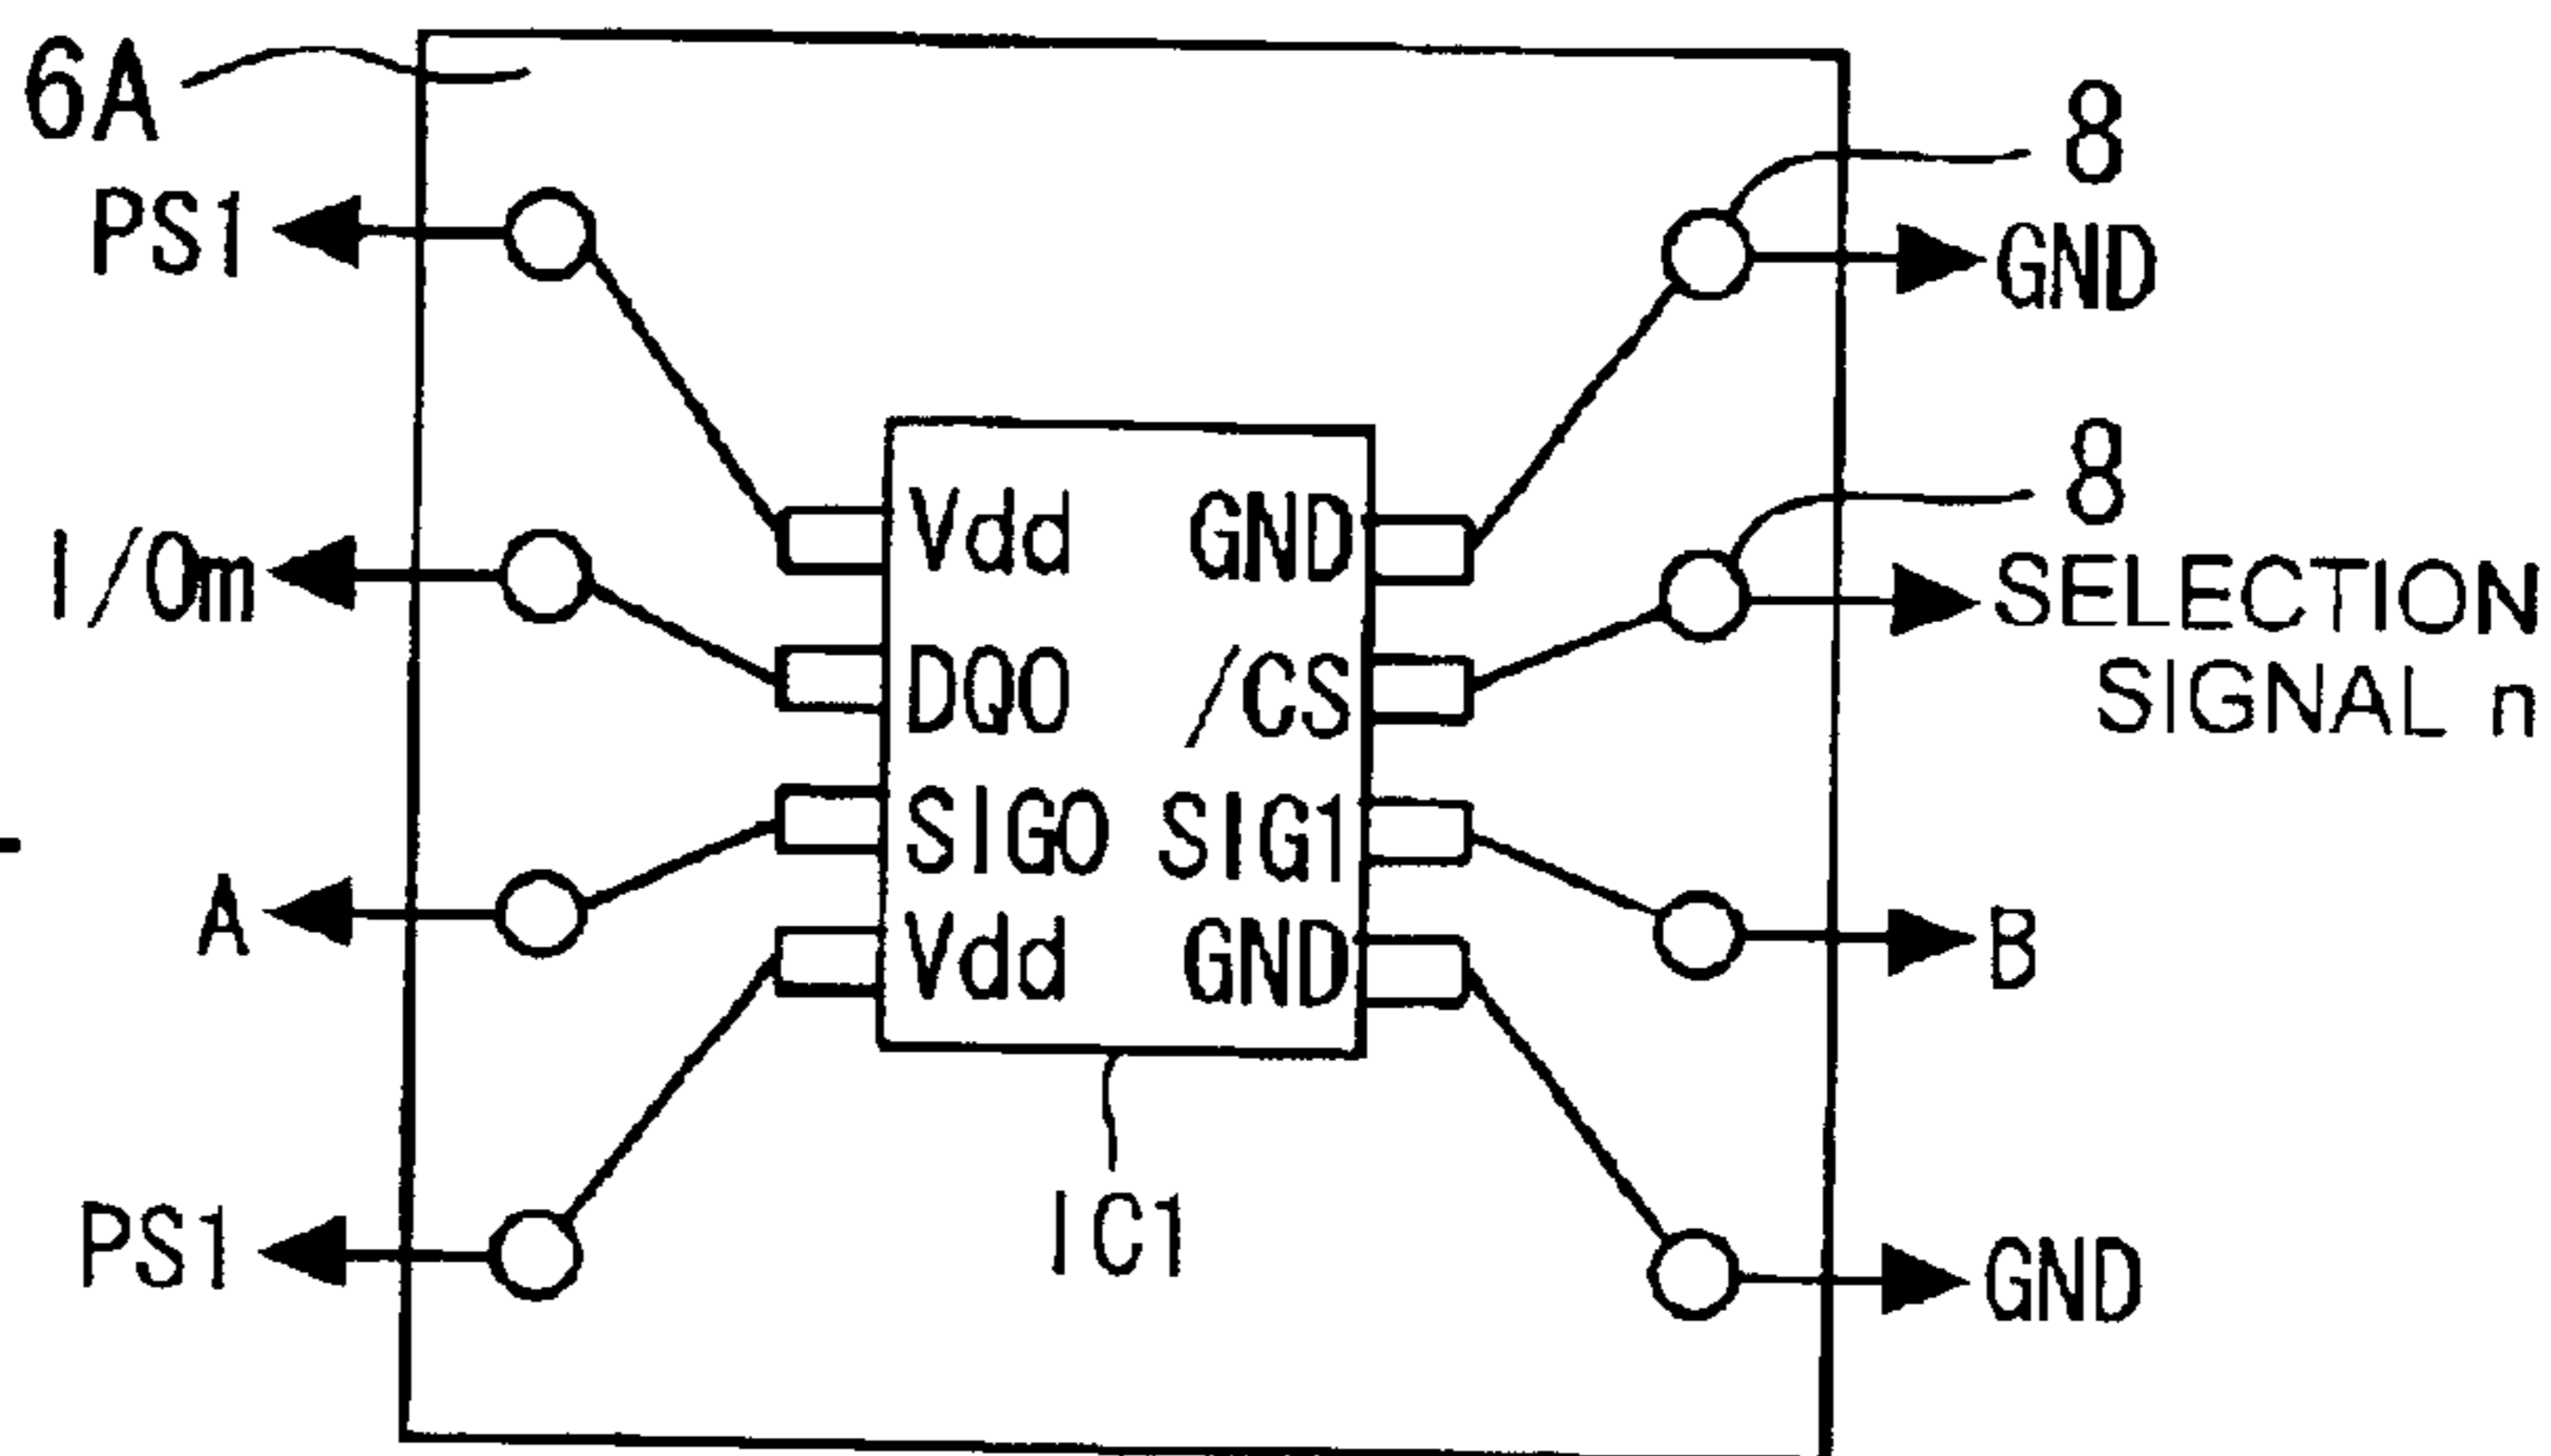 6A
8
PS1
GND
8
I/Om
SELECTION
SIGNAL n
Vdd GND
DQ0 /CS
SIG0 SIG1
Vdd GND
A
B
PS1
IC1
GND